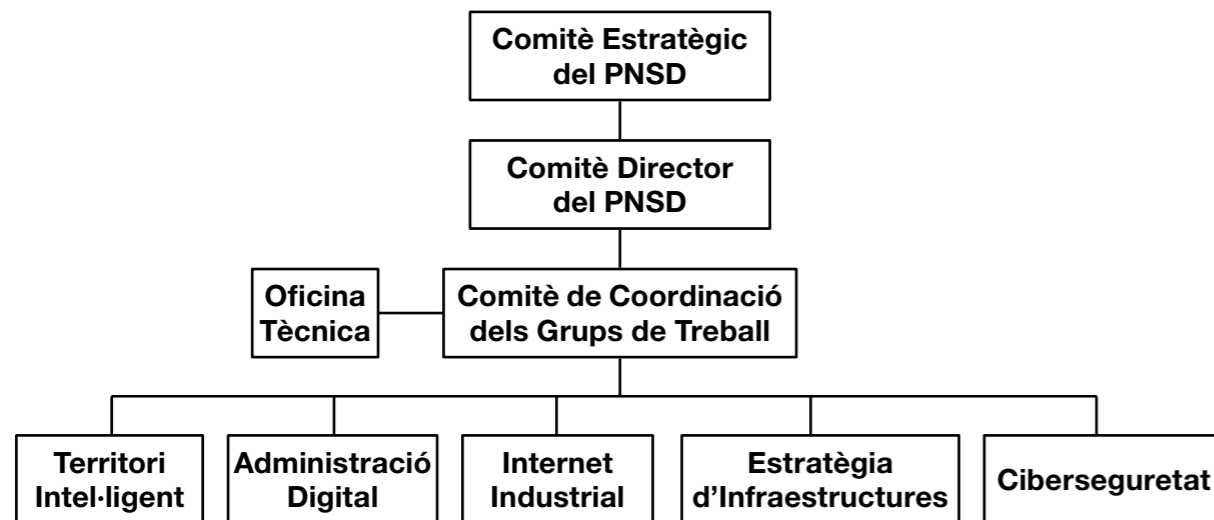 Comitè Estratègic
del PNSD
Comitè Director
del PNSD
Oficina
Tècnica
Comitè de Coordinació
dels Grups de Treball
Territori
Intel·ligent
Administració
Digital
Internet
Industrial
Estratègia
d’Infraestructures
Ciberseguretat